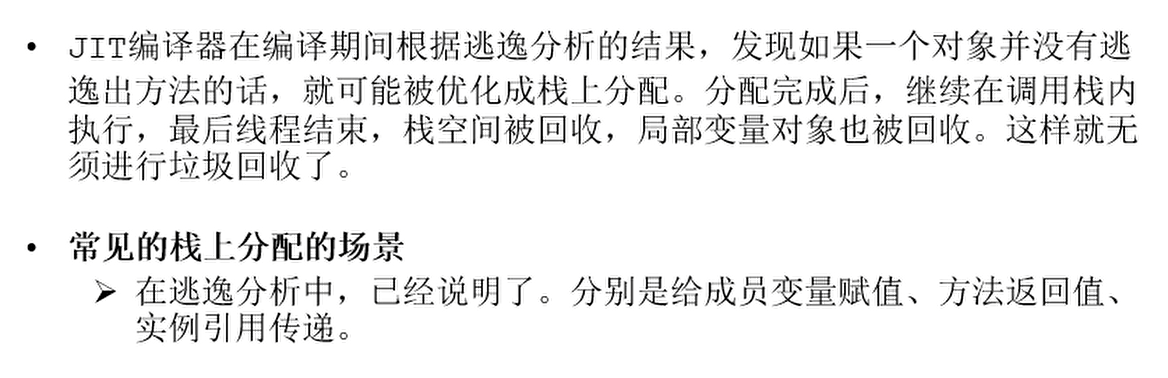 • JIT编译器在编译期间根据逃逸分析的结果，发现如果一个对象并没有逃
逸出方法的话，就可能被优化成栈上分配。分配完成后，继续在调用栈内
执行，最后线程结束，栈空间被回收，局部变量对象也被回收。这样就无
须进行垃圾回收了。
• 常见的栈上分配的场景
➢ 在逃逸分析中，已经说明了。分别是给成员变量赋值、方法返回值、
实例引用传递。